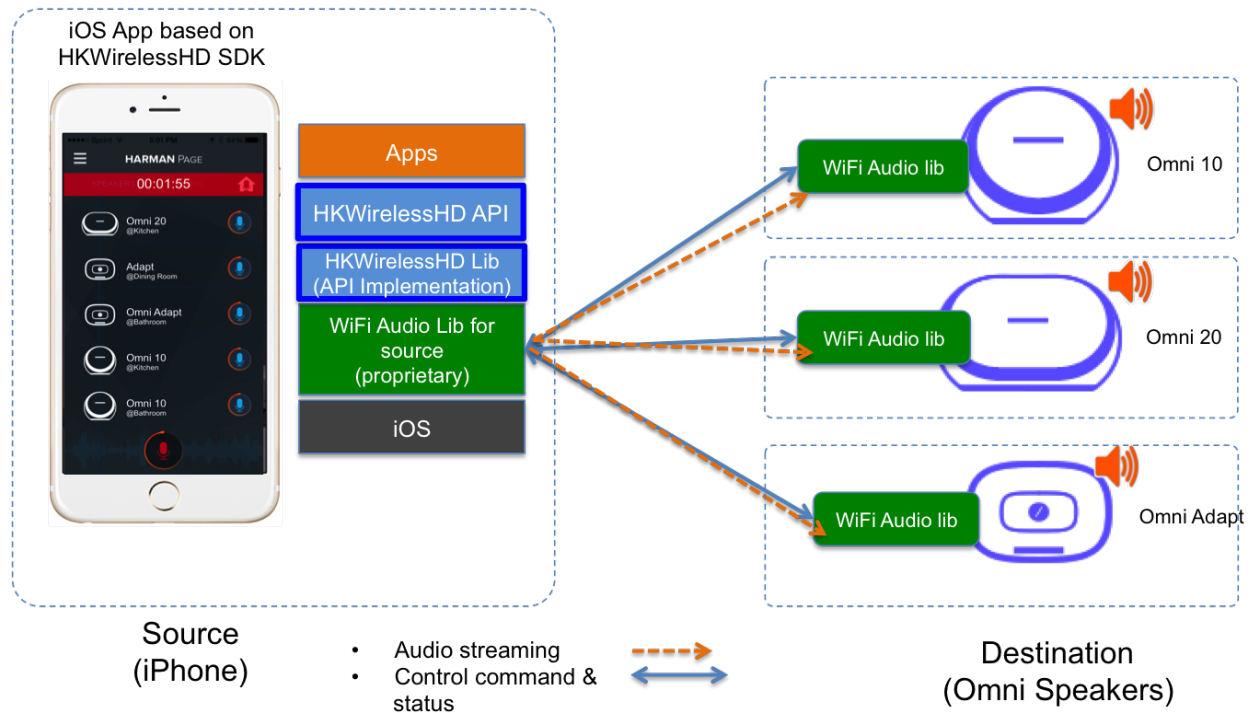 iOS App based on
HKWirelessHD SDK
HARMAN PAGE
00:01:55
Omni 20
@Kitchen
Adapt
@Dining Room
Omni Adapt
@Bathroom
Omni 10
@Kitchen
Omni 10
@Bathroom
Apps
HKWirelessHD API
HKWirelessHD Lib
(API Implementation)
WiFi Audio Lib for
source
(proprietary)
iOS
WiFi Audio lib
Omni 10
WiFi Audio lib
Omni 20
WiFi Audio lib
Omni Adapt
Source
(iPhone)
• Audio streaming
• Control command &
status
Destination
(Omni Speakers)